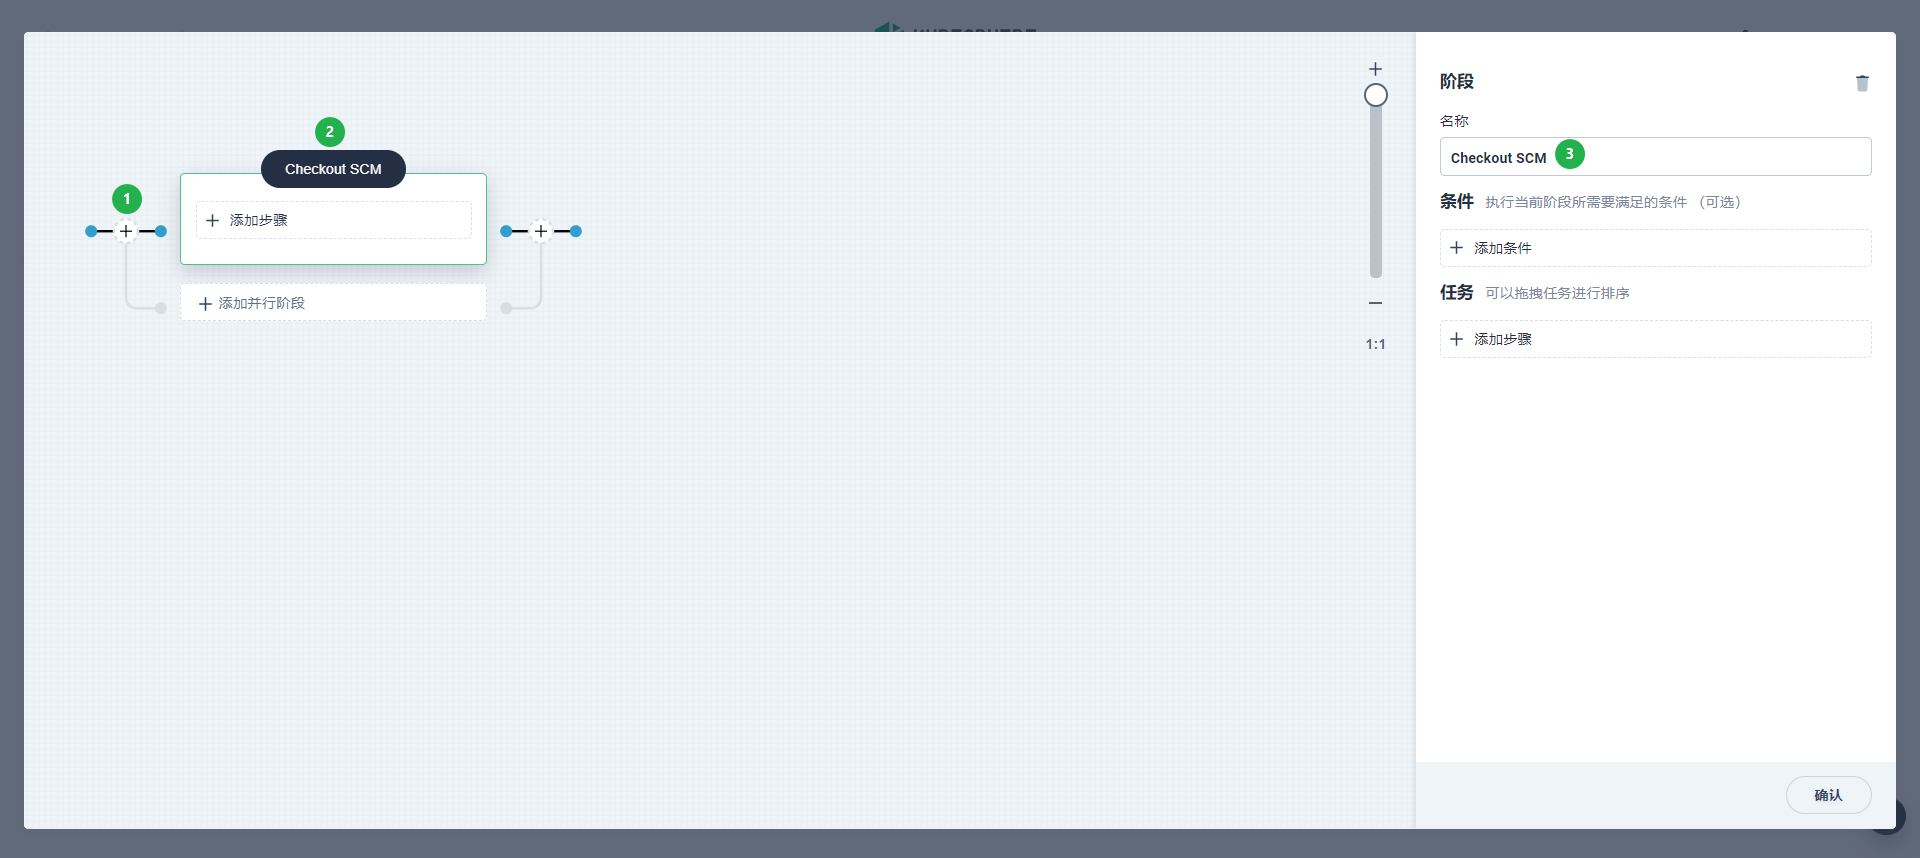 2
Checkout SCM
1
添加步骤
添加并行阶段
1:1
阶段
名称
Checkout SCM 3
条件 执行当前阶段所需要满足的条件 （可选）
添加条件
任务 可以拖拽任务进行排序
添加步骤
确认